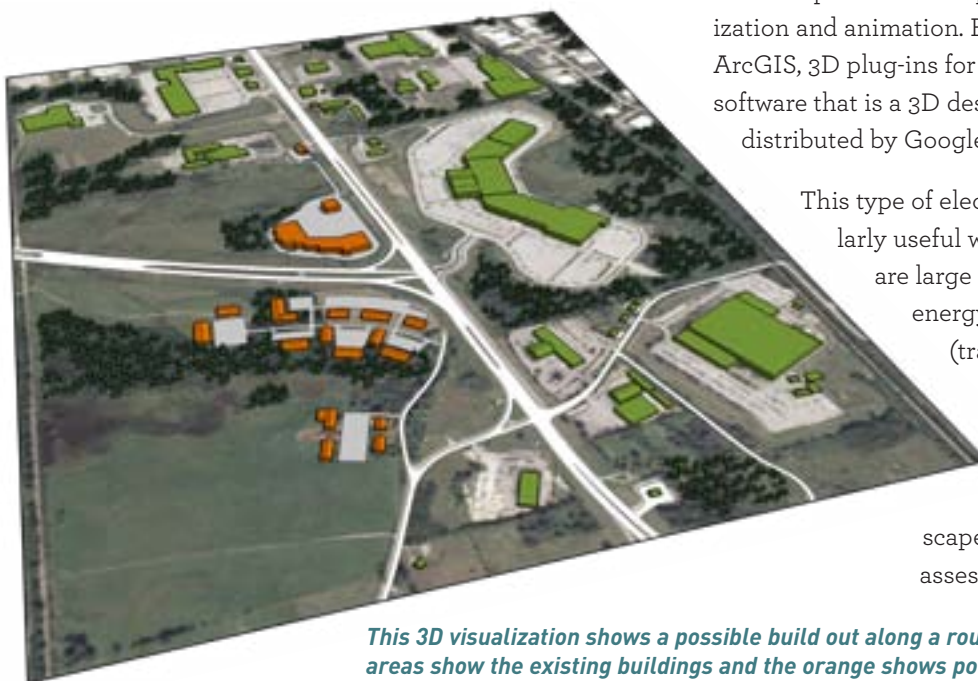 ization and animation. E
ArcGIS, 3D plug-ins for
software that is a 3D des
distributed by Google
This type of elec
larly useful w
are large
energy
(tra
scape
asses
This 3D visualization shows a possible build out along a rou
areas show the existing buildings and the orange shows po